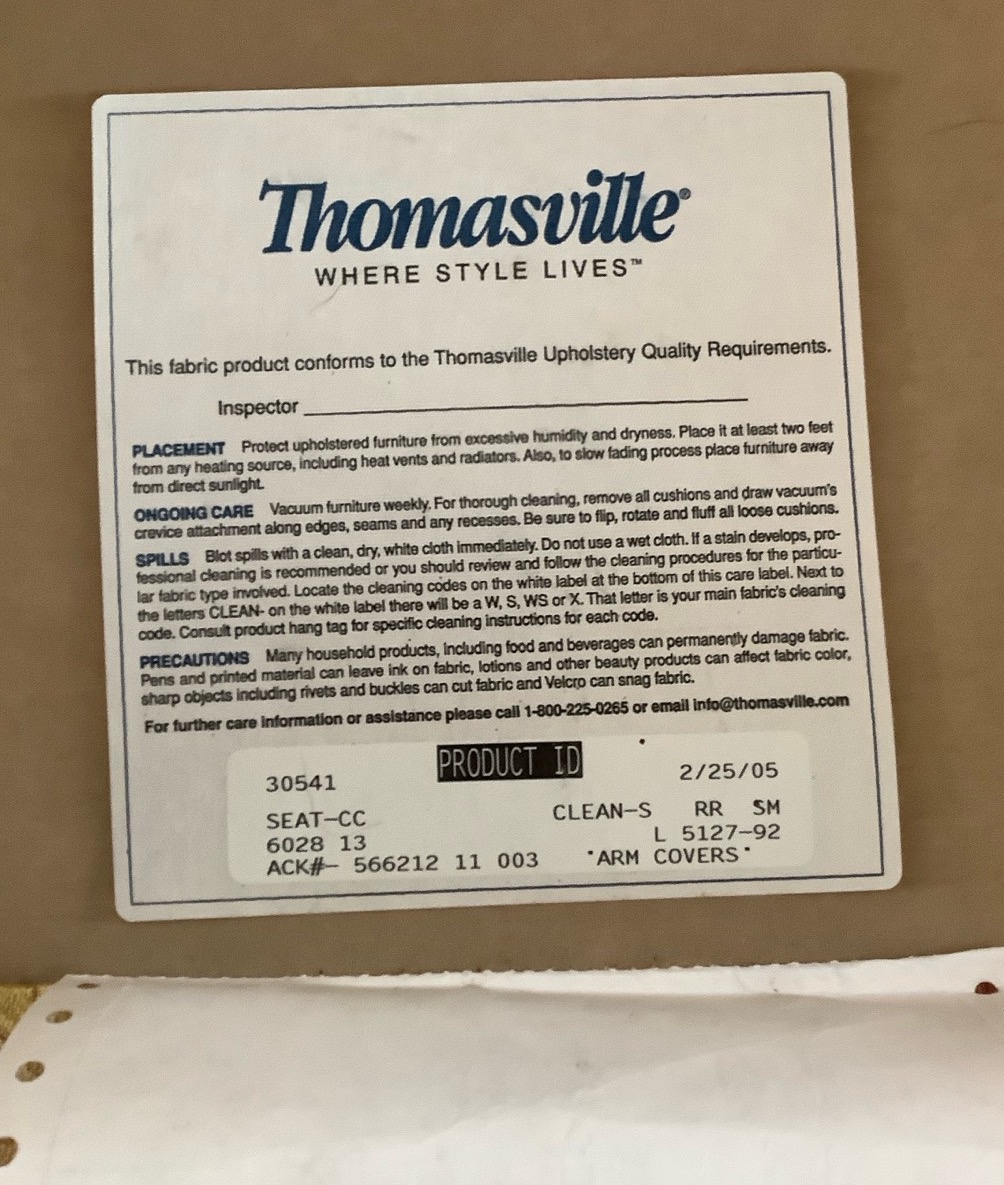 Thomasville®
WHERE STYLE LIVES™
This fabric product conforms to the Thomasville Upholstery Quality Requirements.
Inspector
PLACEMENT Protect upholstered furniture from excessive humidity and dryness. Place it at least two feet
from any heating source, including heat vents and radiators. Also, to slow fading process place furniture away
from direct sunlight.
ONGOING CARE Vacuum furniture weekly. For thorough cleaning, remove all cushions and draw vacuum's
crevice attachment along edges, seams and any recesses. Be sure to flip, rotate and fluff all loose cushions.
SPILLS Blot spills with a clean, dry, white cloth immediately. Do not use a wet cloth. If a stain develops, pro-
fessional cleaning is recommended or you should review and follow the cleaning procedures for the particu-
lar fabric type involved. Locate the cleaning codes on the white label at the bottom of this care label. Next to
the letters CLEAN- on the white label there will be a W, S, WS or X. That letter is your main fabric's cleaning
code. Consult product hang tag for specific cleaning instructions for each code.
PRECAUTIONS Many household products, including food and beverages can permanently damage fabric.
Pens and printed material can leave ink on fabric, lotions and other beauty products can affect fabric color,
sharp objects including rivets and buckles can cut fabric and Velcro can snag fabric.
For further care information or assistance please call 1-800-225-0265 or email info@thomasville.com
30541 PRODUCT ID 2/25/05
SEAT-CC CLEAN-S RR SM
6028 13 L 5127-92
ACK#- 566212 11 003 "ARM COVERS"